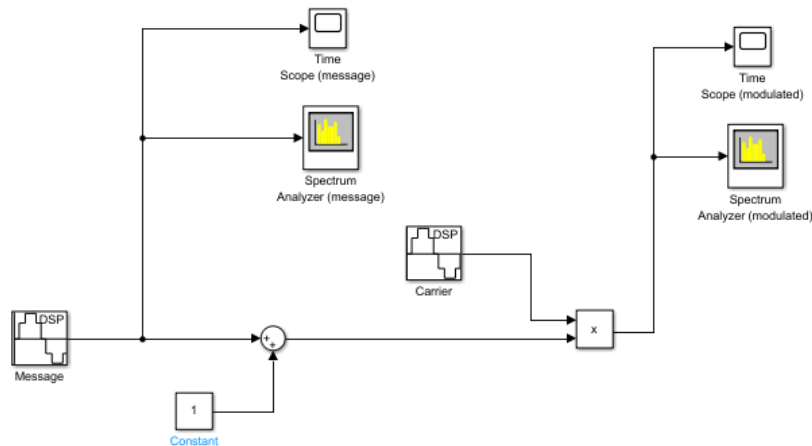 Time
Scope (message)
Time
Scope (modulated)
Spectrum
Analyzer (message)
Spectrum
Analyzer (modulated)
DSP
Carrier
DSP
Message
x
+
+
1
Constant